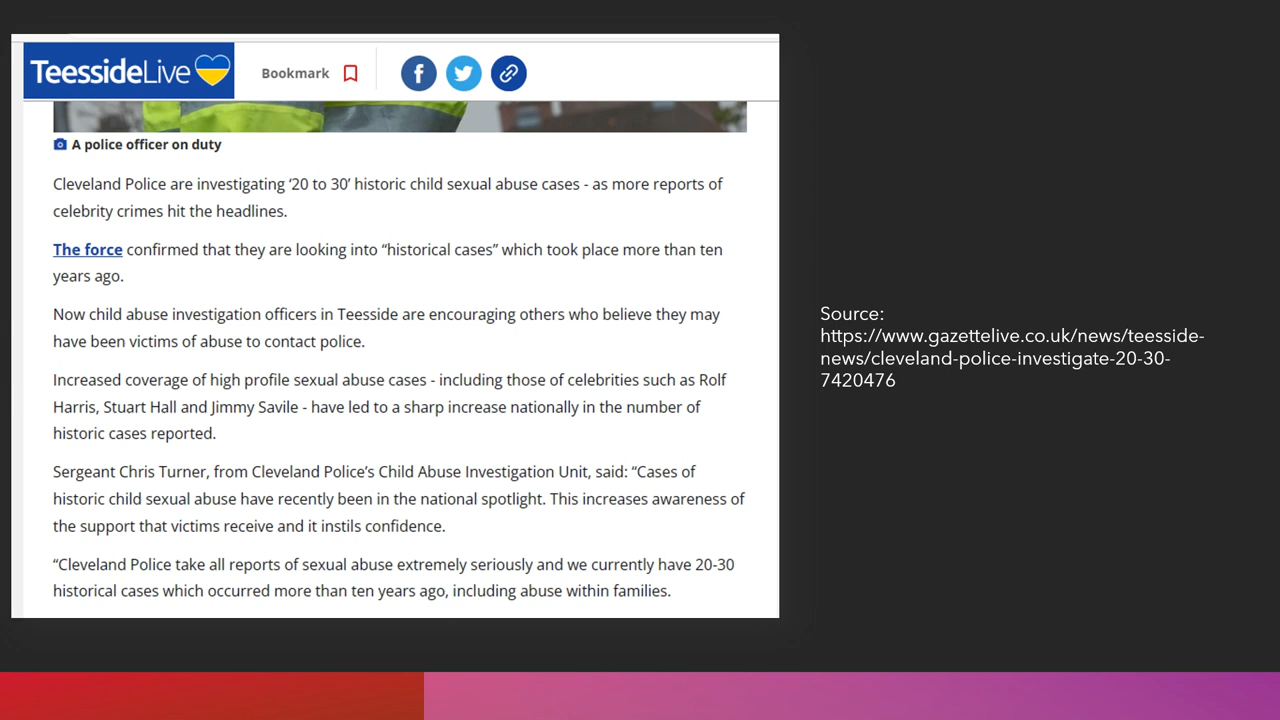 TeessideLive
Bookmark
A police officer on duty
Cleveland Police are investigating ‘20 to 30’ historic child sexual abuse cases - as more reports of
celebrity crimes hit the headlines.
The force confirmed that they are looking into “historical cases” which took place more than ten
years ago.
Now child abuse investigation officers in Teesside are encouraging others who believe they may
have been victims of abuse to contact police.
Increased coverage of high profile sexual abuse cases - including those of celebrities such as Rolf
Harris, Stuart Hall and Jimmy Savile - have led to a sharp increase nationally in the number of
historic cases reported.
Sergeant Chris Turner, from Cleveland Police’s Child Abuse Investigation Unit, said: “Cases of
historic child sexual abuse have recently been in the national spotlight. This increases awareness of
the support that victims receive and it instils confidence.
“Cleveland Police take all reports of sexual abuse extremely seriously and we currently have 20-30
historical cases which occurred more than ten years ago, including abuse within families.
Source:
https://www.gazettelive.co.uk/news/teesside-
news/cleveland-police-investigate-20-30-
7420476